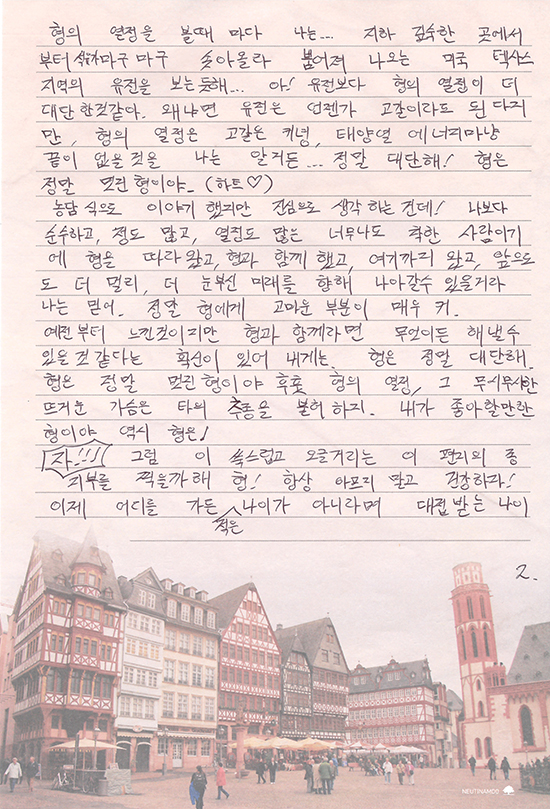 형의 열정을 볼때 마다 나는.... 지하 깊숙한 곳에서
부터 마구 마구 솟아올라 뿜어져 나오는 미국 텍사스
지역의 유전을 보는듯해.... 아! 유전보다 형의 열정이 더
대단한것같아. 왜냐면 유전은 언젠가 고갈이라도 된다지
만, 형의 열정은 고갈은 커녕, 태양열 에너지마냥
끝이 없을것을 나는 알거든... 정말 대단해! 형은
정말 멋진 형이야. (하트♡)
농담 식으로 이야기 했지만 진심으로 생각 하는 건데! 나보다
순수하고, 정도 많고, 열정도 많은 너무나도 착한 사람이기
에 형을 따라 왔고, 형과 함께 했고, 여기까지 왔고, 앞으로
도 더 멀리, 더 눈부신 미래를 향해 나아갈수 있을거라
나는 믿어. 정말 형에게 고마운 부분이 매우 커.
예전부터 느낀것이지만 형과 함께라면 무엇이든 해낼수
있을것 같다는 확신이 있어 내게는. 형은 정말 대단해.
형은 정말 멋진형이야 후훗 형의 열정, 그 무시무시한
뜨거운 가슴은 타의 추종을 불허하지. 내가 좋아할만한
형이야 역시 형은!
자!!! 그럼 이 쑥스럽고 오글거리는 이 편지의 종
지부를 찍을까해 형! 항상 아프지 말고 건강하자!
이제 어디를 가든 적은 나이가 아니라며 대접받는 나이
2.
NEUTINAMOO